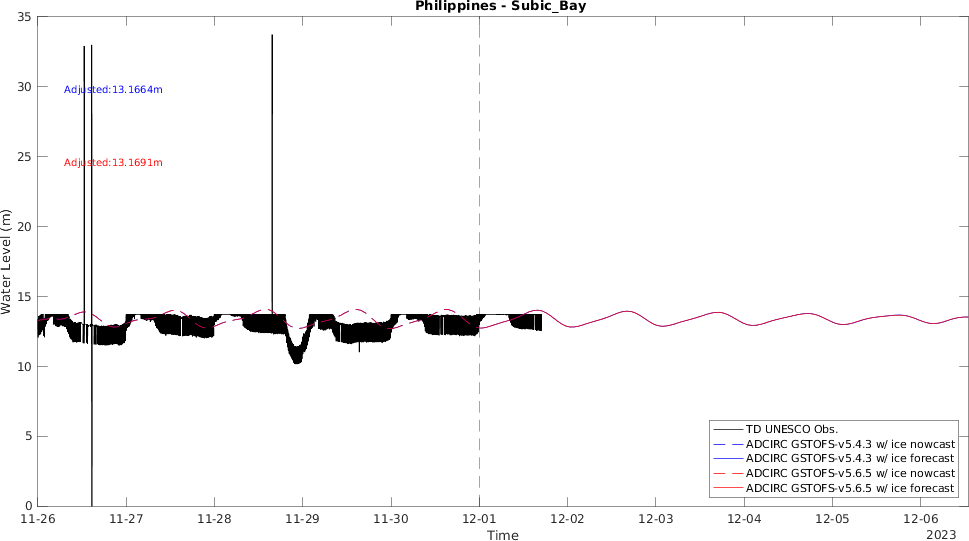 Philippines - Subic_Bay
35
30
25
20
15
10
5
0
Water Level (m)
Adjusted:13.1664m
Adjusted:13.1691m
TD UNESCO Obs.
ADCIRC GSTOFS-v5.4.3 w/ ice nowcast
ADCIRC GSTOFS-v5.4.3 w/ ice forecast
ADCIRC GSTOFS-v5.6.5 w/ ice nowcast
ADCIRC GSTOFS-v5.6.5 w/ ice forecast
11-26 11-27 11-28 11-29 11-30 12-01 12-02 12-03 12-04 12-05 12-06
Time
2023